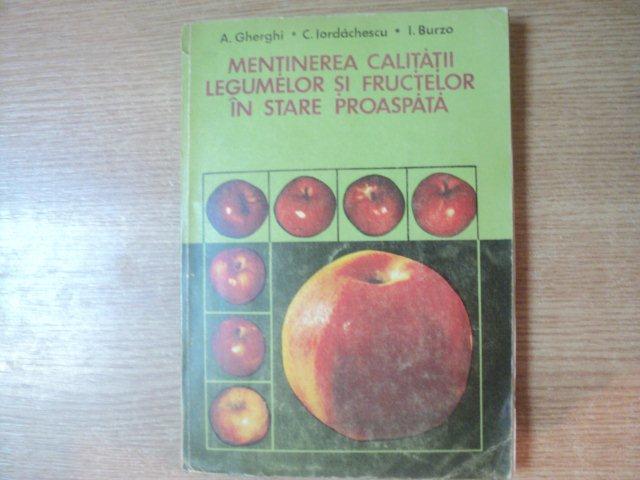 A. Gherghi • C. Iordăchescu • I. Burzo
MENȚINEREA CALITĂȚII
LEGUMELOR ȘI FRUCTELOR
ÎN STARE PROASPĂTĂ